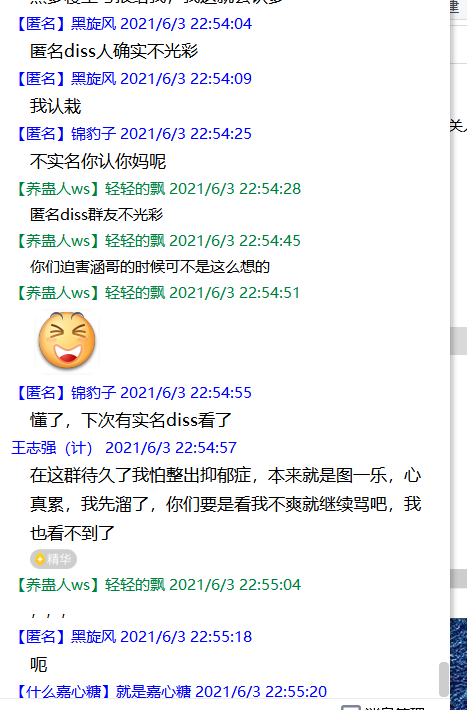 【匿名】黑旋风 2021/6/3 22:54:04
匿名diss人确实不光彩
【匿名】黑旋风 2021/6/3 22:54:09
我认栽
【匿名】锦豹子 2021/6/3 22:54:25
不实名你认你妈呢
【养蛊人ws】轻轻的飘 2021/6/3 22:54:28
匿名diss群友不光彩
【养蛊人ws】轻轻的飘 2021/6/3 22:54:45
你们迫害涵哥的时候可不是这么想的
【养蛊人ws】轻轻的飘 2021/6/3 22:54:51
【匿名】锦豹子 2021/6/3 22:54:55
懂了，下次有实名diss看了
王志强（计） 2021/6/3 22:54:57
在这群待久了我怕整出抑郁症，本来就是图一乐，心
真累，我先溜了，你们要是看我不爽就继续骂吧，我
也看不到了
精华
【养蛊人ws】轻轻的飘 2021/6/3 22:55:04
，，，
【匿名】黑旋风 2021/6/3 22:55:18
呃
【什么嘉心糖】就是嘉心糖 2021/6/3 22:55:20